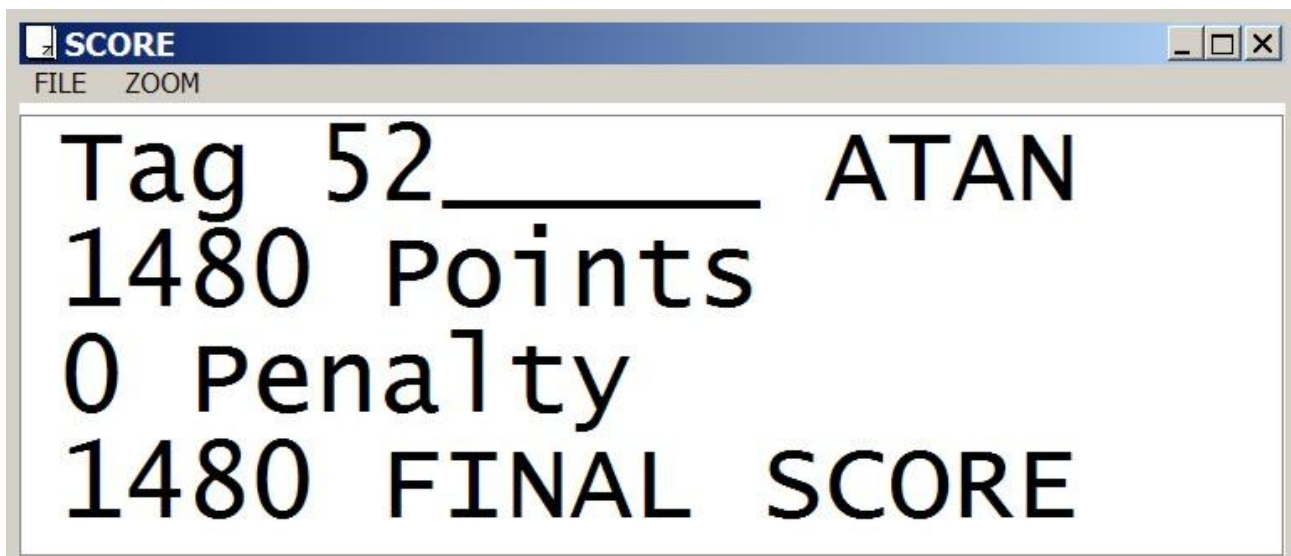 SCORE
FILE ZOOM
Tag 52______ ATAN
1480 Points
0 Penalty
1480 FINAL SCORE